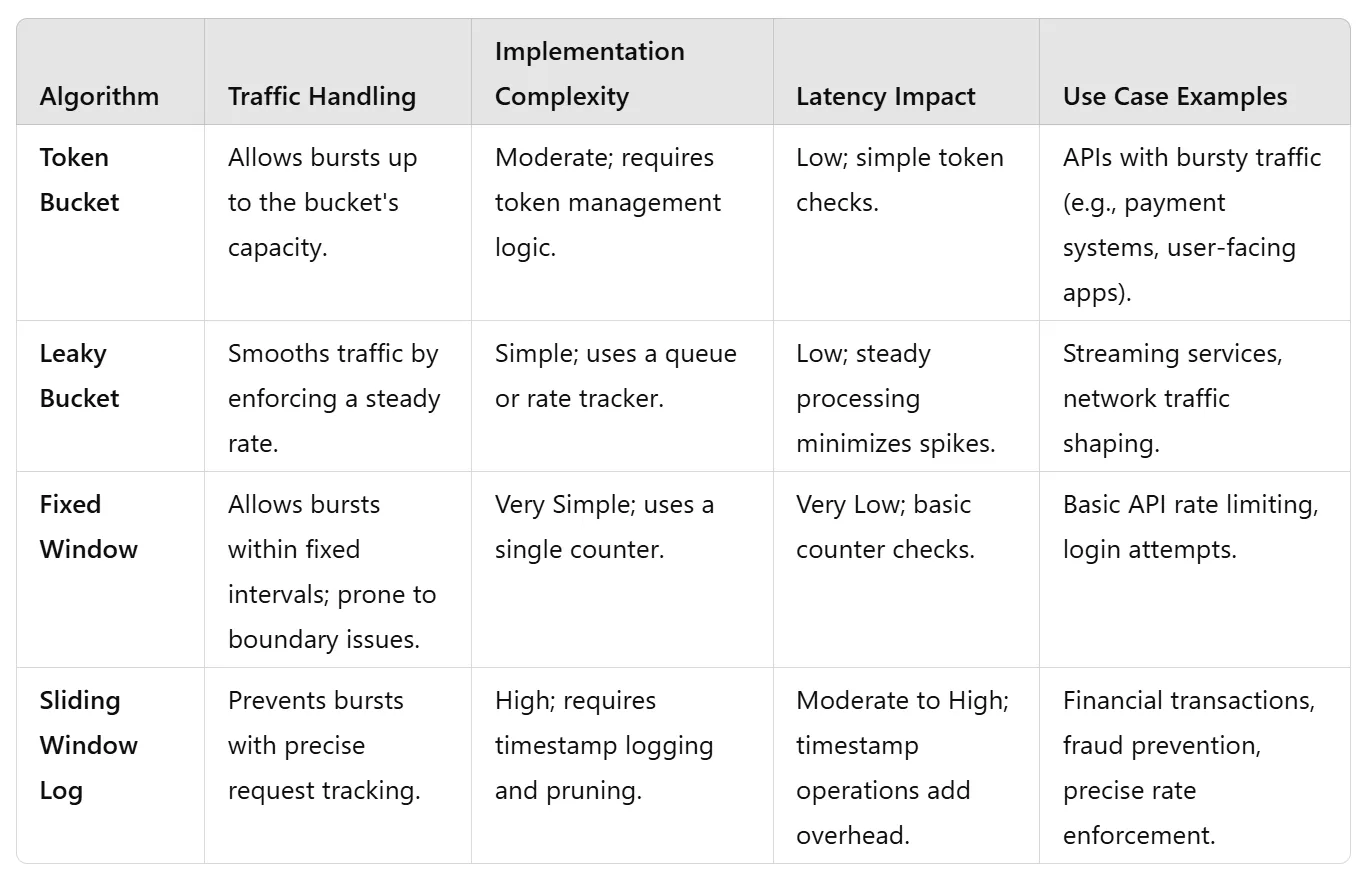 Algorithm
Traffic Handling
Implementation
Complexity
Latency Impact
Use Case Examples
Token
Bucket
Allows bursts up
to the bucket's
capacity.
Moderate; requires
token management
logic.
Low; simple token
checks.
APIs with bursty traffic
(e.g., payment
systems, user-facing
apps).
Leaky
Bucket
Smooths traffic by
enforcing a steady
rate.
Simple; uses a queue
or rate tracker.
Low; steady
processing
minimizes spikes.
Streaming services,
network traffic
shaping.
Fixed
Window
Allows bursts
within fixed
intervals; prone to
boundary issues.
Very Simple; uses a
single counter.
Very Low; basic
counter checks.
Basic API rate limiting,
login attempts.
Sliding
Window
Log
Prevents bursts
with precise
request tracking.
High; requires
timestamp logging
and pruning.
Moderate to High;
timestamp
operations add
overhead.
Financial transactions,
fraud prevention,
precise rate
enforcement.